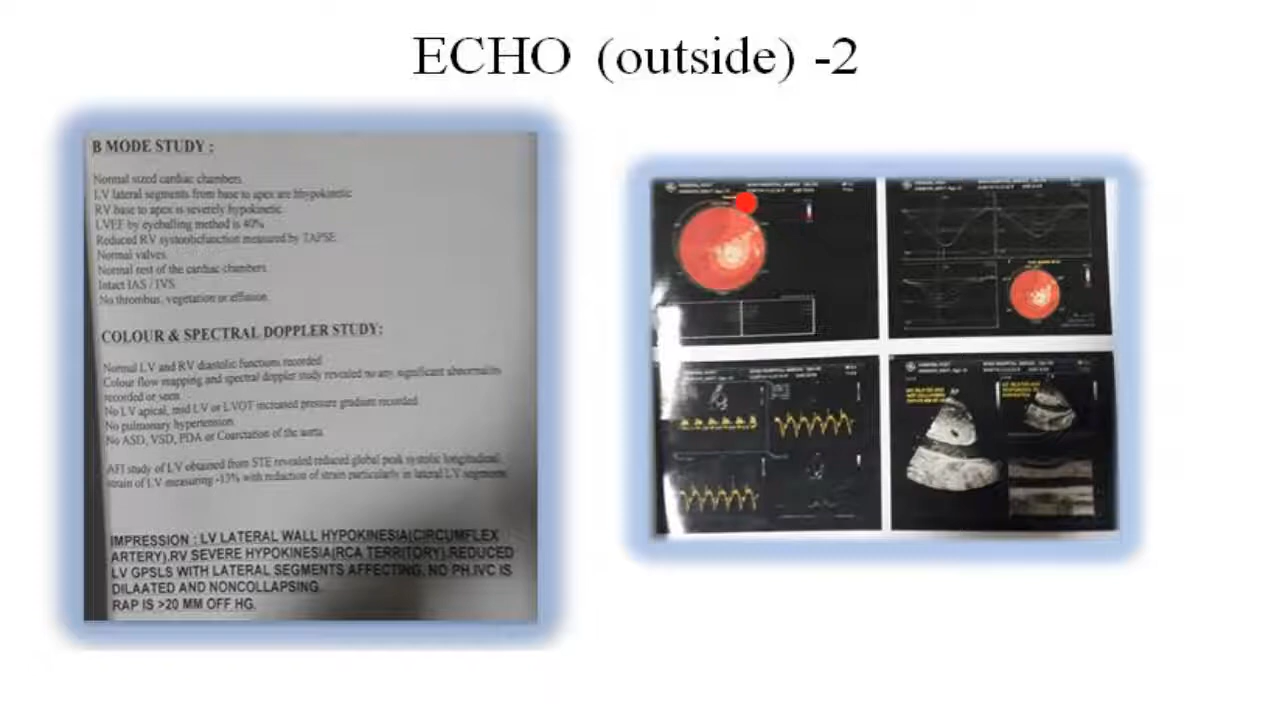 ECHO (outside) -2
B MODE STUDY :
Normal sized cardiac chambers
LV lateral segments from base to apex are hhypokinetic
RV base to apex is severely hypokinetic
LVEF by eyeballing method is 40%
Reduced RV systoolicfunction measured by TAPSE
Normal valves
Normal rest of the cardiac chambers
Intact IAS / IVS
No thrombus, vegetation or effusion
COLOUR & SPECTRAL DOPPLER STUDY:
Normal LV and RV diastolic functions recorded
Colour flow mapping and spectral doppler study revealed no any significant abnormality
recorded or seen
No LV apical, mid LV or LVOT increased pressure gradient recorded
No pulmonary hypertension
No ASD, VSD, PDA or Coarctation of the aorta
AFI study of LV obtained from STE revealed reduced global peak systolic longitudinal
strain of LV measuring -13% with reduction of strain particularly in lateral LV segments
IMPRESSION : LV LATERAL WALL HYPOKINESIA(CIRCUMFLEX
ARTERY),RV SEVERE HYPOKINESIA(RCA TERRITORY).REDUCED
LV GPSLS WITH LATERAL SEGMENTS AFFECTING, NO PH.IVC IS
DILAATED AND NONCOLLAPSING.
RAP IS >20 MM OFF HG.